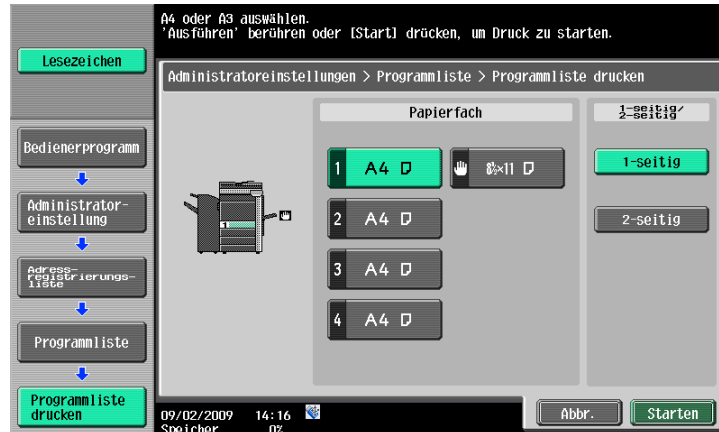 A4 oder A3 auswählen.
'Ausführen' berühren oder [Start] drücken, um Druck zu starten.
Lesezeichen
Administratoreinstellungen > Programmliste > Programmliste drucken
Papierfach
1-seitig/
2-seitig
Bedienerprogramm
1 A4
8½×11
1-seitig
Administrator-
einstellung
2 A4
2-seitig
Adress-
registrierungs-
liste
3 A4
1
Programmliste
4 A4
Programmliste
drucken
09/02/2009 14:16
Speicher 0%
Abbr.
Starten